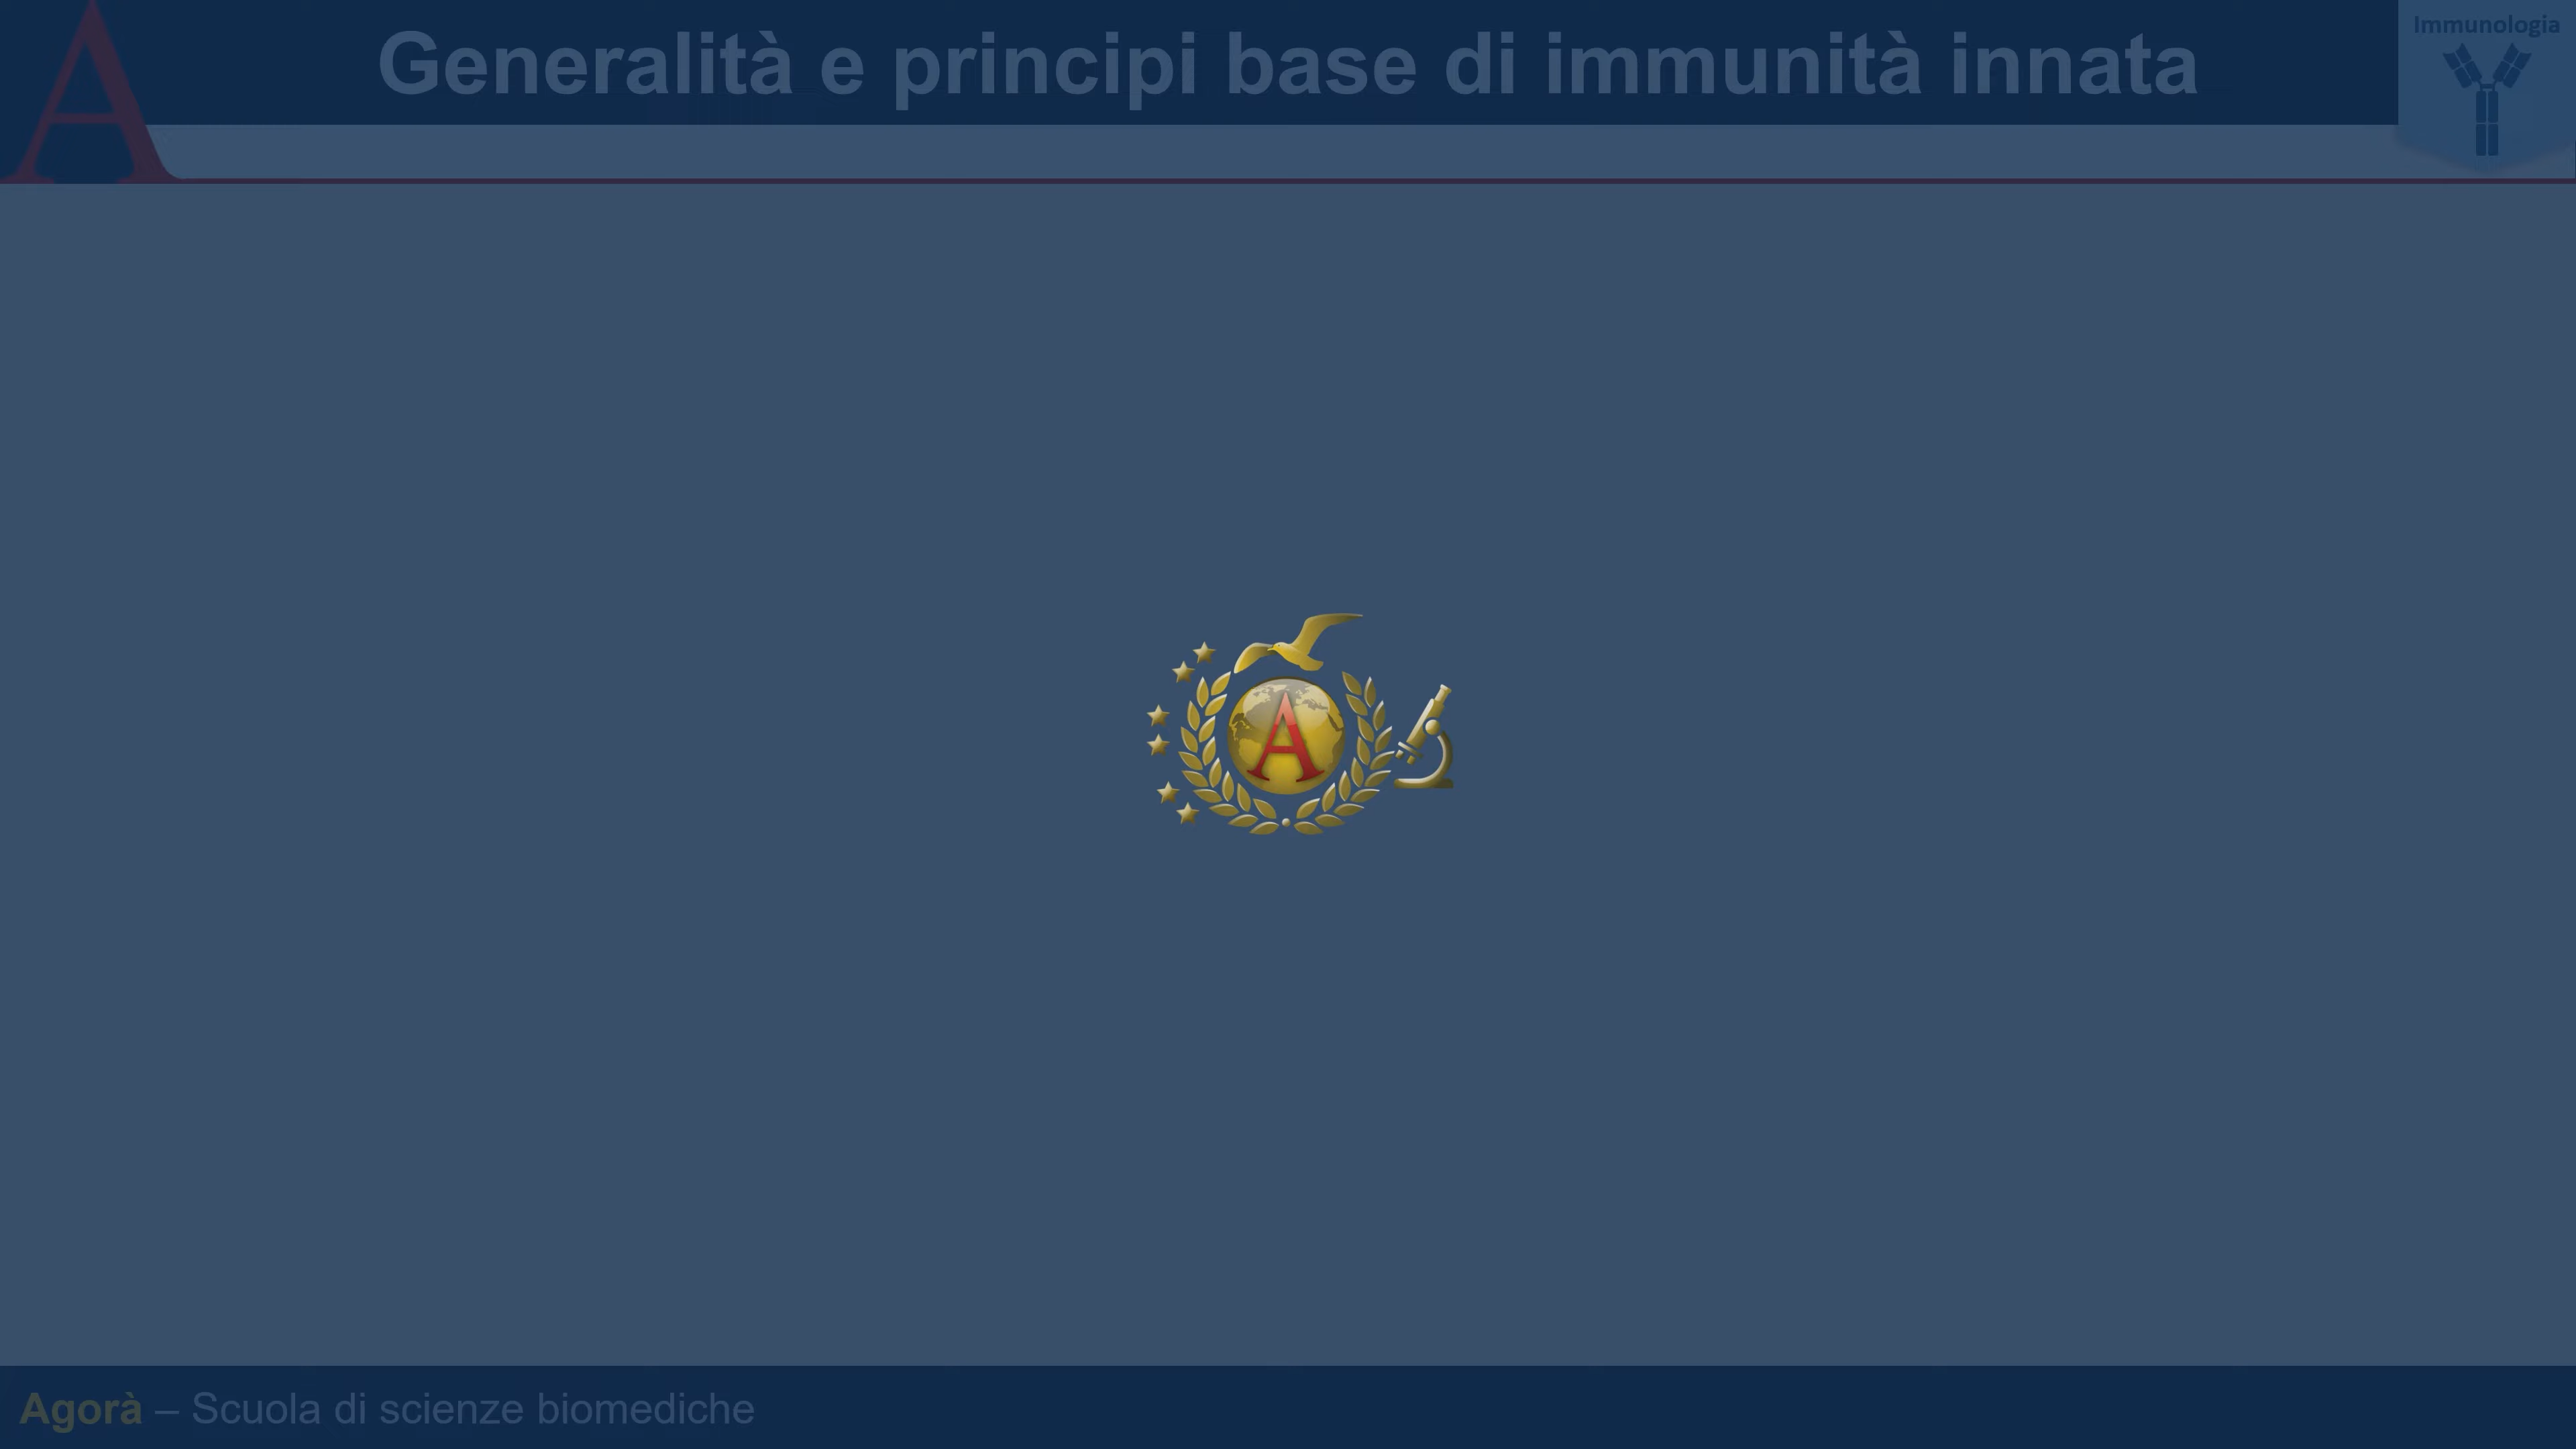 Generalità e principi base di immunità innata
Immunologia
A
A
Agorà – Scuola di scienze biomediche